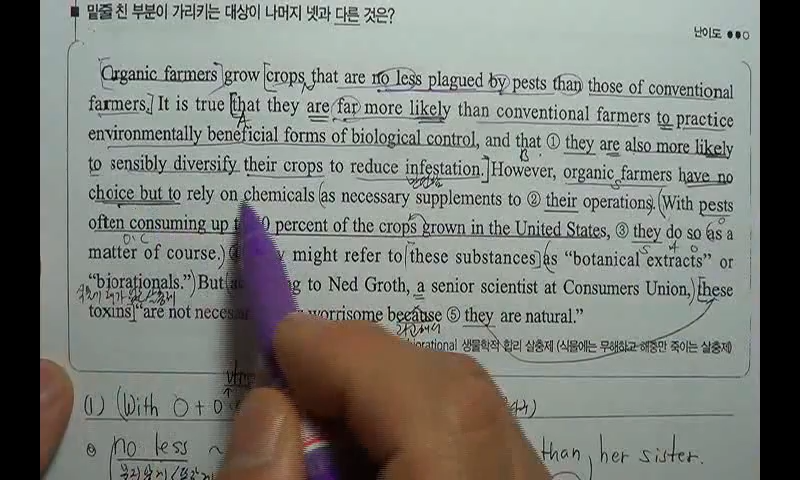 ■ 밑줄 친 부분이 가리키는 대상이 나머지 넷과 다른 것은?
난이도 ●●○
Organic farmers grow crops that are no less plagued by pests than those of conventional
farmers. It is true that they are far more likely than conventional farmers to practice
environmentally beneficial forms of biological control, and that ① they are also more likely
to sensibly diversify their crops to reduce infestation. However, organic farmers have no
choice but to rely on chemicals as necessary supplements to ② their operations. With pests
often consuming up 0 percent of the crops grown in the United States, ③ they do so as a
matter of course. might refer to these substances as “botanical extracts” or
“biorationals.” But to Ned Groth, a senior scientist at Consumers Union, these
toxins “are not worrisome because ⑤ they are natural.”
생물학적 합리 살충제 (식물에는 무해하고 해충만 죽이는 살충제)
(1) (With O + O
no less ~ than her sister.